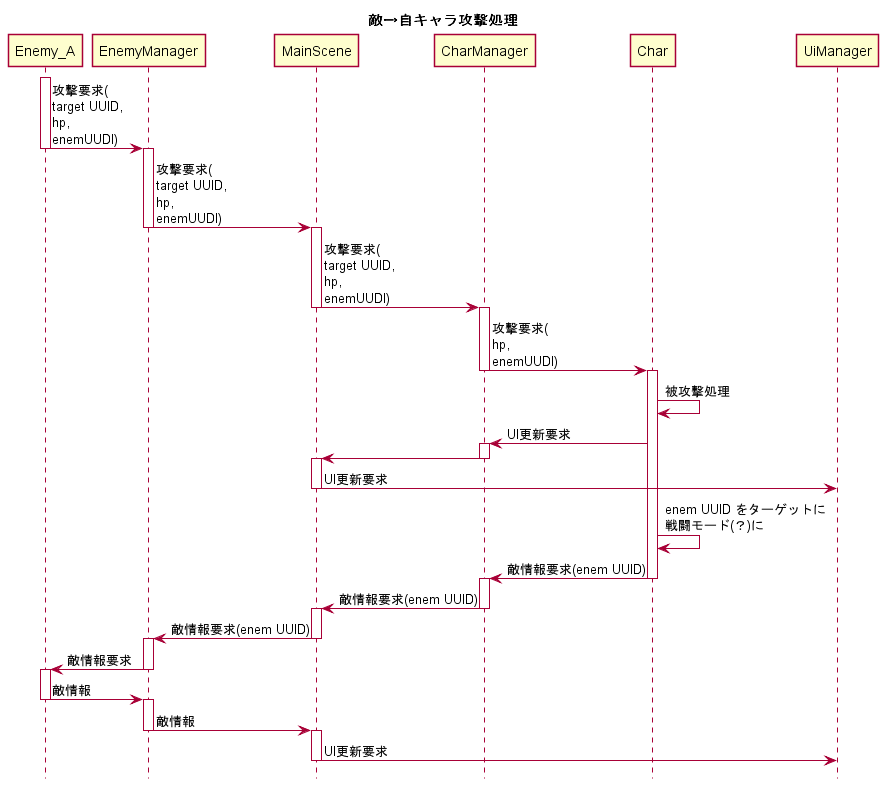 敵→自キャラ攻撃処理
Enemy_A
EnemyManager
MainScene
CharManager
Char
UiManager
攻撃要求(
target UUID,
hp,
enemUUDI)
攻撃要求(
target UUID,
hp,
enemUUDI)
攻撃要求(
target UUID,
hp,
enemUUDI)
攻撃要求(
hp,
enemUUDI)
被攻撃処理
UI更新要求
UI更新要求
enem UUID をターゲットに
戦闘モード(？)に
敵情報要求(enem UUID)
敵情報要求(enem UUID)
敵情報要求(enem UUID)
敵情報要求
敵情報
敵情報
UI更新要求